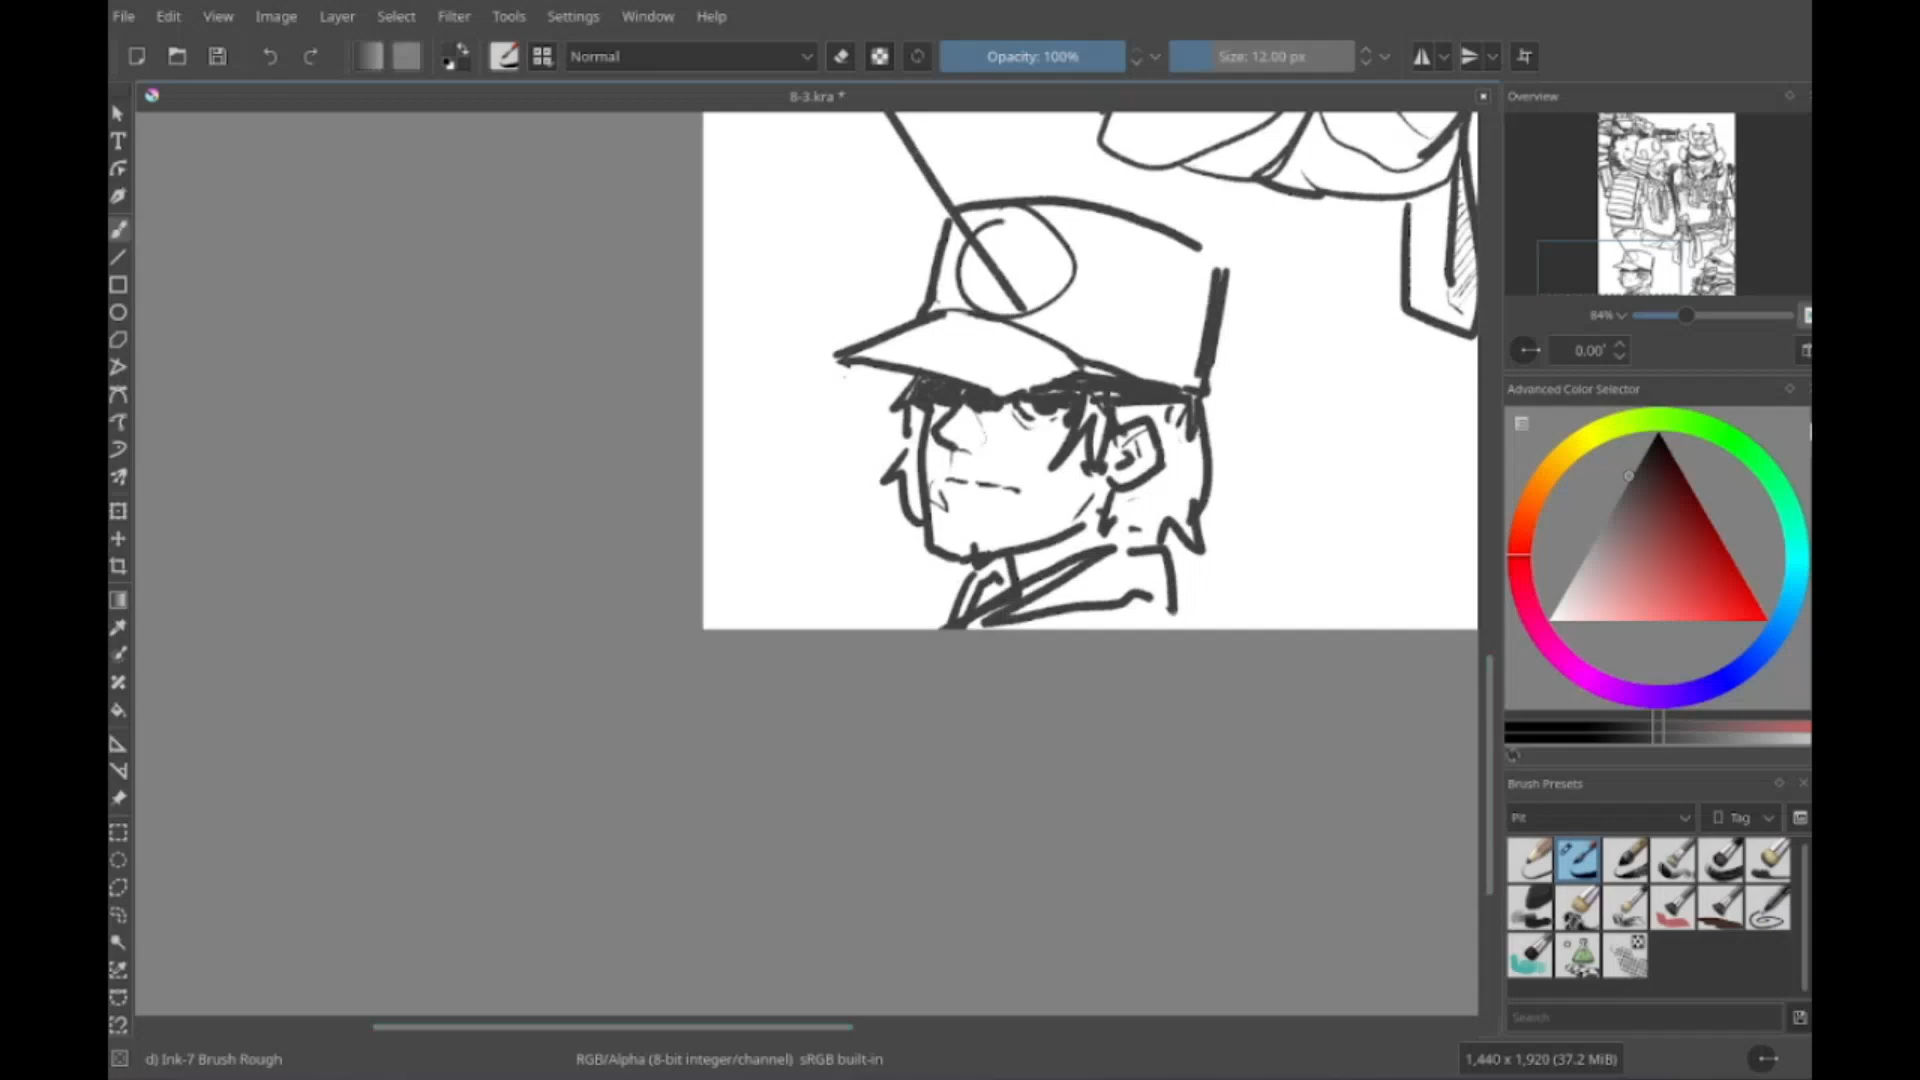 File Edit View Image Layer Select Filter Tools Settings Window Help
Normal Opacity: 100% Size: 12.00 px
8-3.kra *
Overview
84%
0.00°
Advanced Color Selector
Brush Presets
Pit Tag
Search
d) Ink-7 Brush Rough RGB/Alpha (8-bit integer/channel) sRGB built-in 1,440 x 1,920 (37.2 MiB)